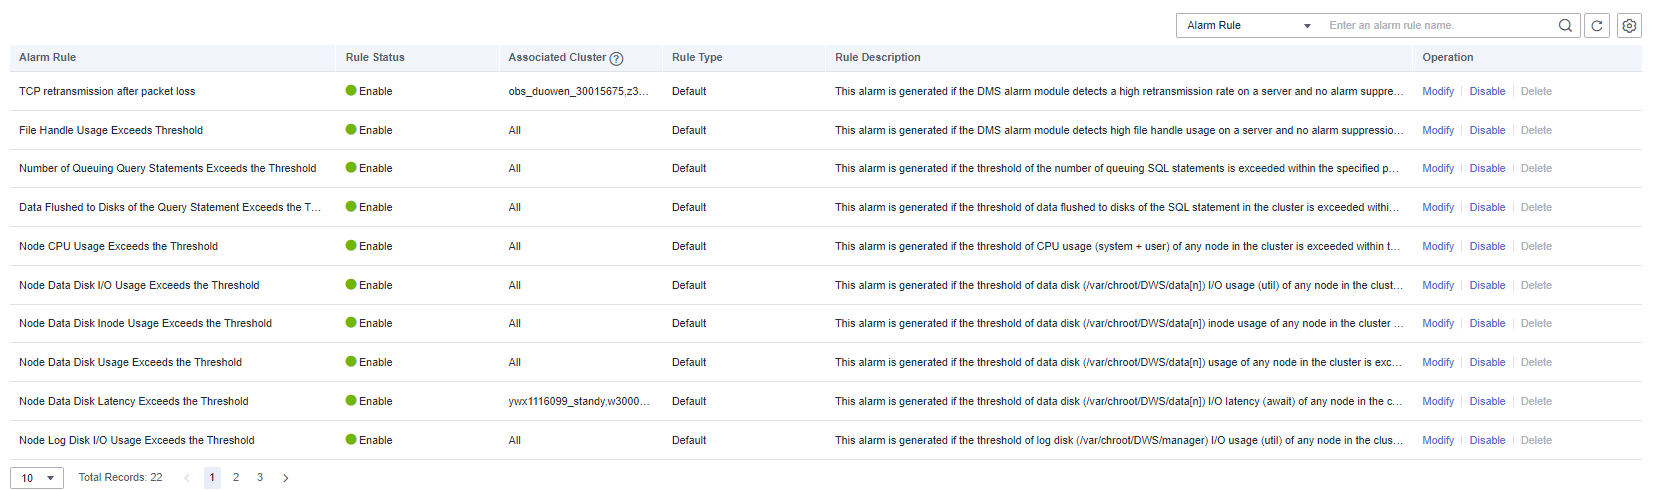 Alarm Rule Enter an alarm rule name.
Alarm Rule Rule Status Associated Cluster ? Rule Type Rule Description Operation
TCP retransmission after packet loss Enable obs_duowen_30015675,z3... Default This alarm is generated if the DMS alarm module detects a high retransmission rate on a server and no alarm suppre... Modify Disable Delete
File Handle Usage Exceeds Threshold Enable All Default This alarm is generated if the DMS alarm module detects high file handle usage on a server and no alarm suppressio... Modify Disable Delete
Number of Queuing Query Statements Exceeds the Threshold Enable All Default This alarm is generated if the threshold of the number of queuing SQL statements is exceeded within the specified p... Modify Disable Delete
Data Flushed to Disks of the Query Statement Exceeds the T... Enable All Default This alarm is generated if the threshold of data flushed to disks of the SQL statement in the cluster is exceeded withi... Modify Disable Delete
Node CPU Usage Exceeds the Threshold Enable All Default This alarm is generated if the threshold of CPU usage (system + user) of any node in the cluster is exceeded within t... Modify Disable Delete
Node Data Disk I/O Usage Exceeds the Threshold Enable All Default This alarm is generated if the threshold of data disk (/var/chroot/DWS/data[n]) I/O usage (util) of any node in the clust... Modify Disable Delete
Node Data Disk Inode Usage Exceeds the Threshold Enable All Default This alarm is generated if the threshold of data disk (/var/chroot/DWS/data[n]) inode usage of any node in the cluster ... Modify Disable Delete
Node Data Disk Usage Exceeds the Threshold Enable All Default This alarm is generated if the threshold of data disk (/var/chroot/DWS/data[n]) usage of any node in the cluster is exc... Modify Disable Delete
Node Data Disk Latency Exceeds the Threshold Enable ywx1116099_standy,w3000... Default This alarm is generated if the threshold of data disk (/var/chroot/DWS/data[n]) I/O latency (await) of any node in the c... Modify Disable Delete
Node Log Disk I/O Usage Exceeds the Threshold Enable All Default This alarm is generated if the threshold of log disk (/var/chroot/DWS/manager) I/O usage (util) of any node in the clus... Modify Disable Delete
10 Total Records: 22 < 1 2 3 >